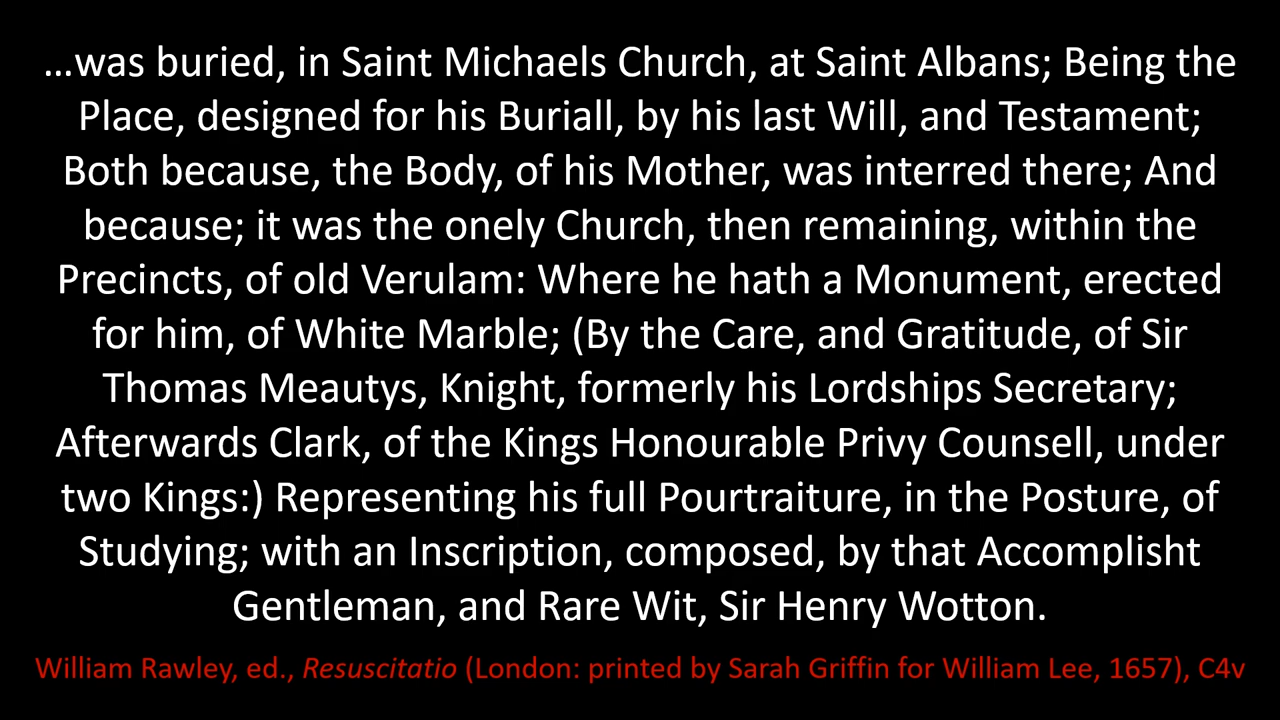 …was buried, in Saint Michaels Church, at Saint Albans; Being the
Place, designed for his Buriall, by his last Will, and Testament;
Both because, the Body, of his Mother, was interred there; And
because; it was the onely Church, then remaining, within the
Precincts, of old Verulam: Where he hath a Monument, erected
for him, of White Marble; (By the Care, and Gratitude, of Sir
Thomas Meautys, Knight, formerly his Lordships Secretary;
Afterwards Clark, of the Kings Honourable Privy Counsell, under
two Kings:) Representing his full Pourtraiture, in the Posture, of
Studying; with an Inscription, composed, by that Accomplisht
Gentleman, and Rare Wit, Sir Henry Wotton.
William Rawley, ed., Resuscitatio (London: printed by Sarah Griffin for William Lee, 1657), C4v